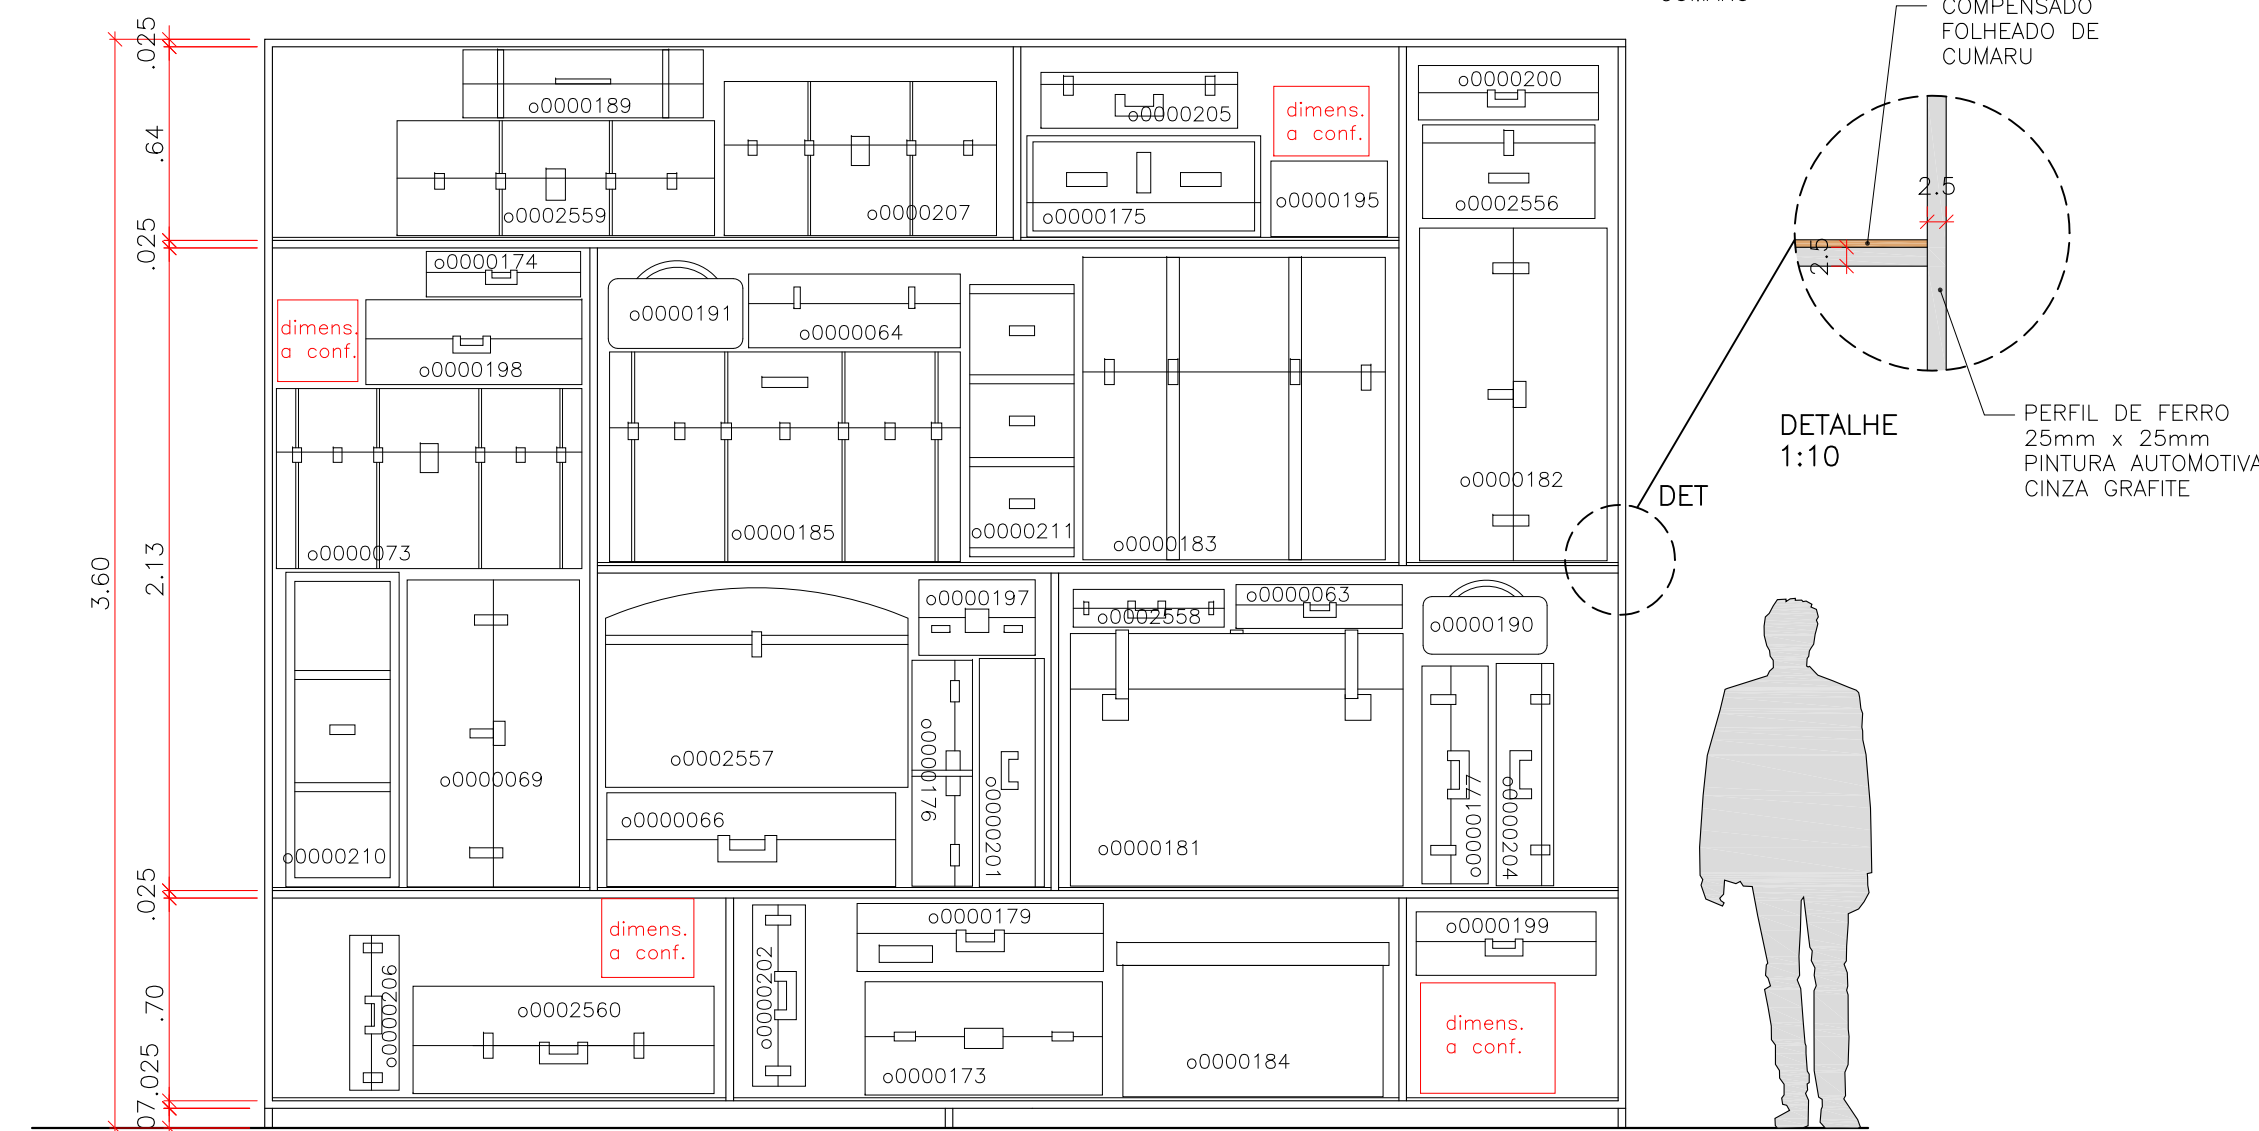 COMPENSADO
FOLHEADO DE
CUMARU
.025
.64
.025
2.13
3.60
.025
.70
.025
07
o0000189
o0002559
o0000207
o0000205
dimens.
a conf.
o0000175
o0000195
o0000200
o0002556
o0000174
dimens.
a conf.
o0000198
o0000073
o0000191
o0000064
o0000185
o0000211
o0000183
o0000182
o0000210
o0000069
o0002557
o0000066
o0000197
o0000176
o0000201
o0002558
o0000063
o0000181
o0000190
o0000177
o0000204
dimens.
a conf.
o0000206
o0002560
o0000202
o0000179
o0000173
o0000184
o0000199
dimens.
a conf.
2.5
2.5
DETALHE
1:10
DET
PERFIL DE FERRO
25mm x 25mm
PINTURA AUTOMOTIVA
CINZA GRAFITE